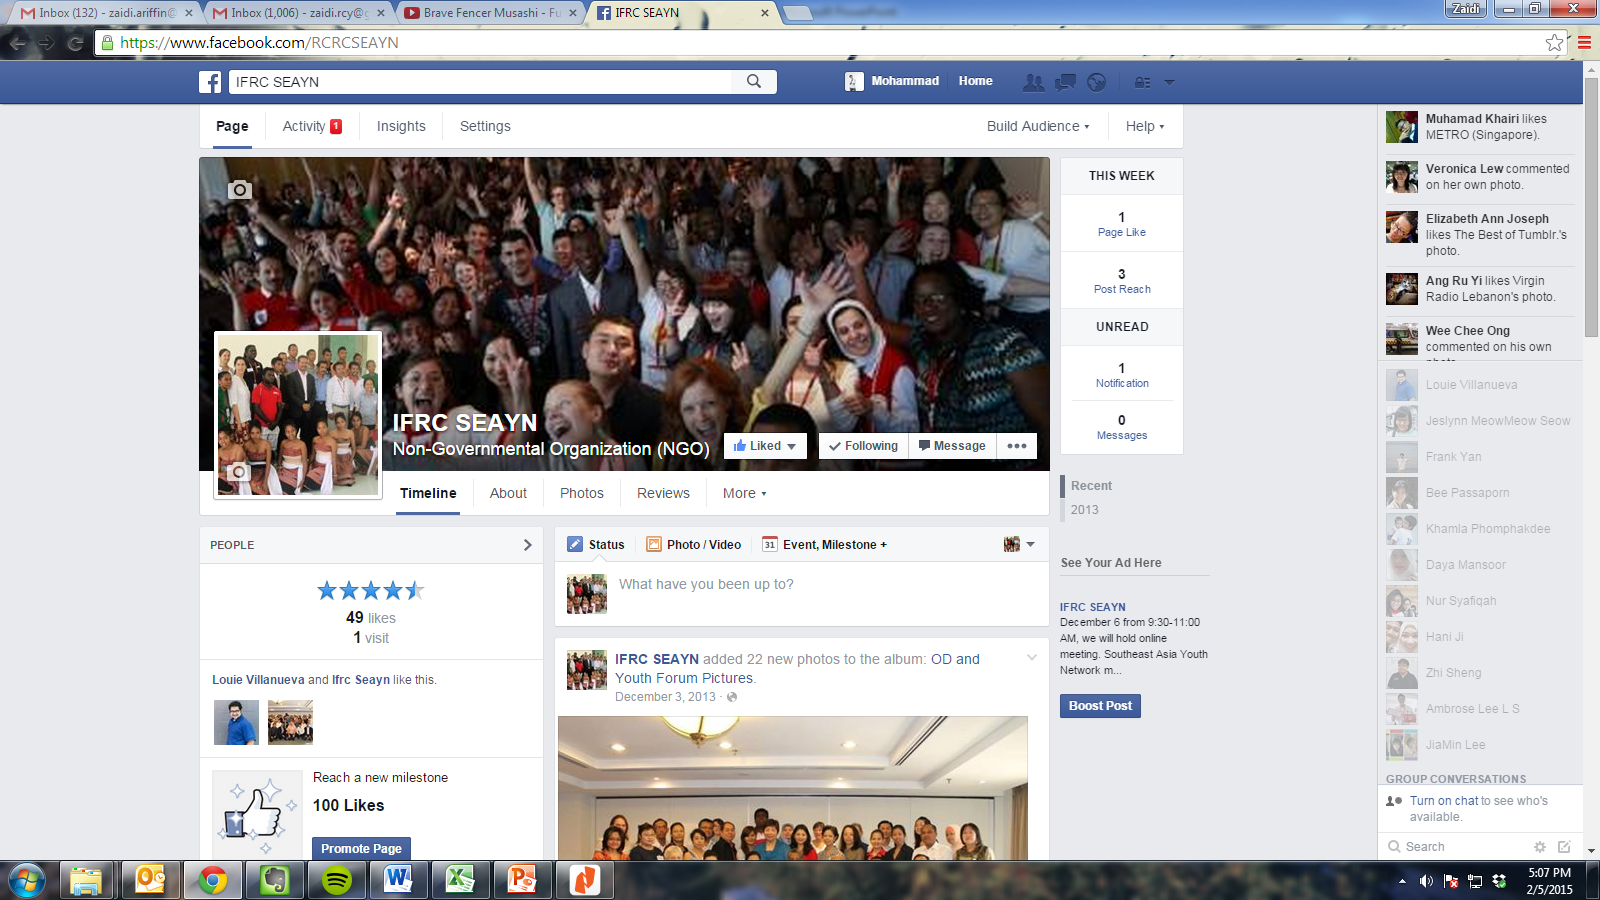 Inbox (132) - zaidi.ariffin@
Inbox (1,006) - zaidi.rcy@g
Brave Fencer Musashi - Fu
IFRC SEAYN
Zaidi
https://www.facebook.com/RCRCSEAYN
IFRC SEAYN
Mohammad
Home
Page
Activity 1
Insights
Settings
Build Audience
Help
IFRC SEAYN
Non-Governmental Organization (NGO)
Liked
Following
Message
Timeline
About
Photos
Reviews
More
THIS WEEK
1
Page Like
3
Post Reach
UNREAD
1
Notification
0
Messages
Recent
2013
See Your Ad Here
IFRC SEAYN
December 6 from 9:30-11:00
AM, we will hold online
meeting. Southeast Asia Youth
Network m...
Boost Post
PEOPLE
49 likes
1 visit
Louie Villanueva and Ifrc Seayn like this.
Reach a new milestone
100 Likes
Promote Page
Status
Photo / Video
31
Event, Milestone +
What have you been up to?
IFRC SEAYN added 22 new photos to the album: OD and
Youth Forum Pictures.
December 3, 2013 ·
Muhamad Khairi likes
METRO (Singapore).
Veronica Lew commented
on her own photo.
Elizabeth Ann Joseph
likes The Best of Tumblr.'s
photo.
Ang Ru Yi likes Virgin
Radio Lebanon's photo.
Wee Chee Ong
commented on his own
photo
Louie Villanueva
Jeslynn MeowMeow Seow
Frank Yan
Bee Passaporn
Khamla Phomphakdee
Daya Mansoor
Nur Syafiqah
Hani Ji
Zhi Sheng
Ambrose Lee L S
JiaMin Lee
GROUP CONVERSATIONS
Turn on chat to see who's
available.
Search
5:07 PM
2/5/2015